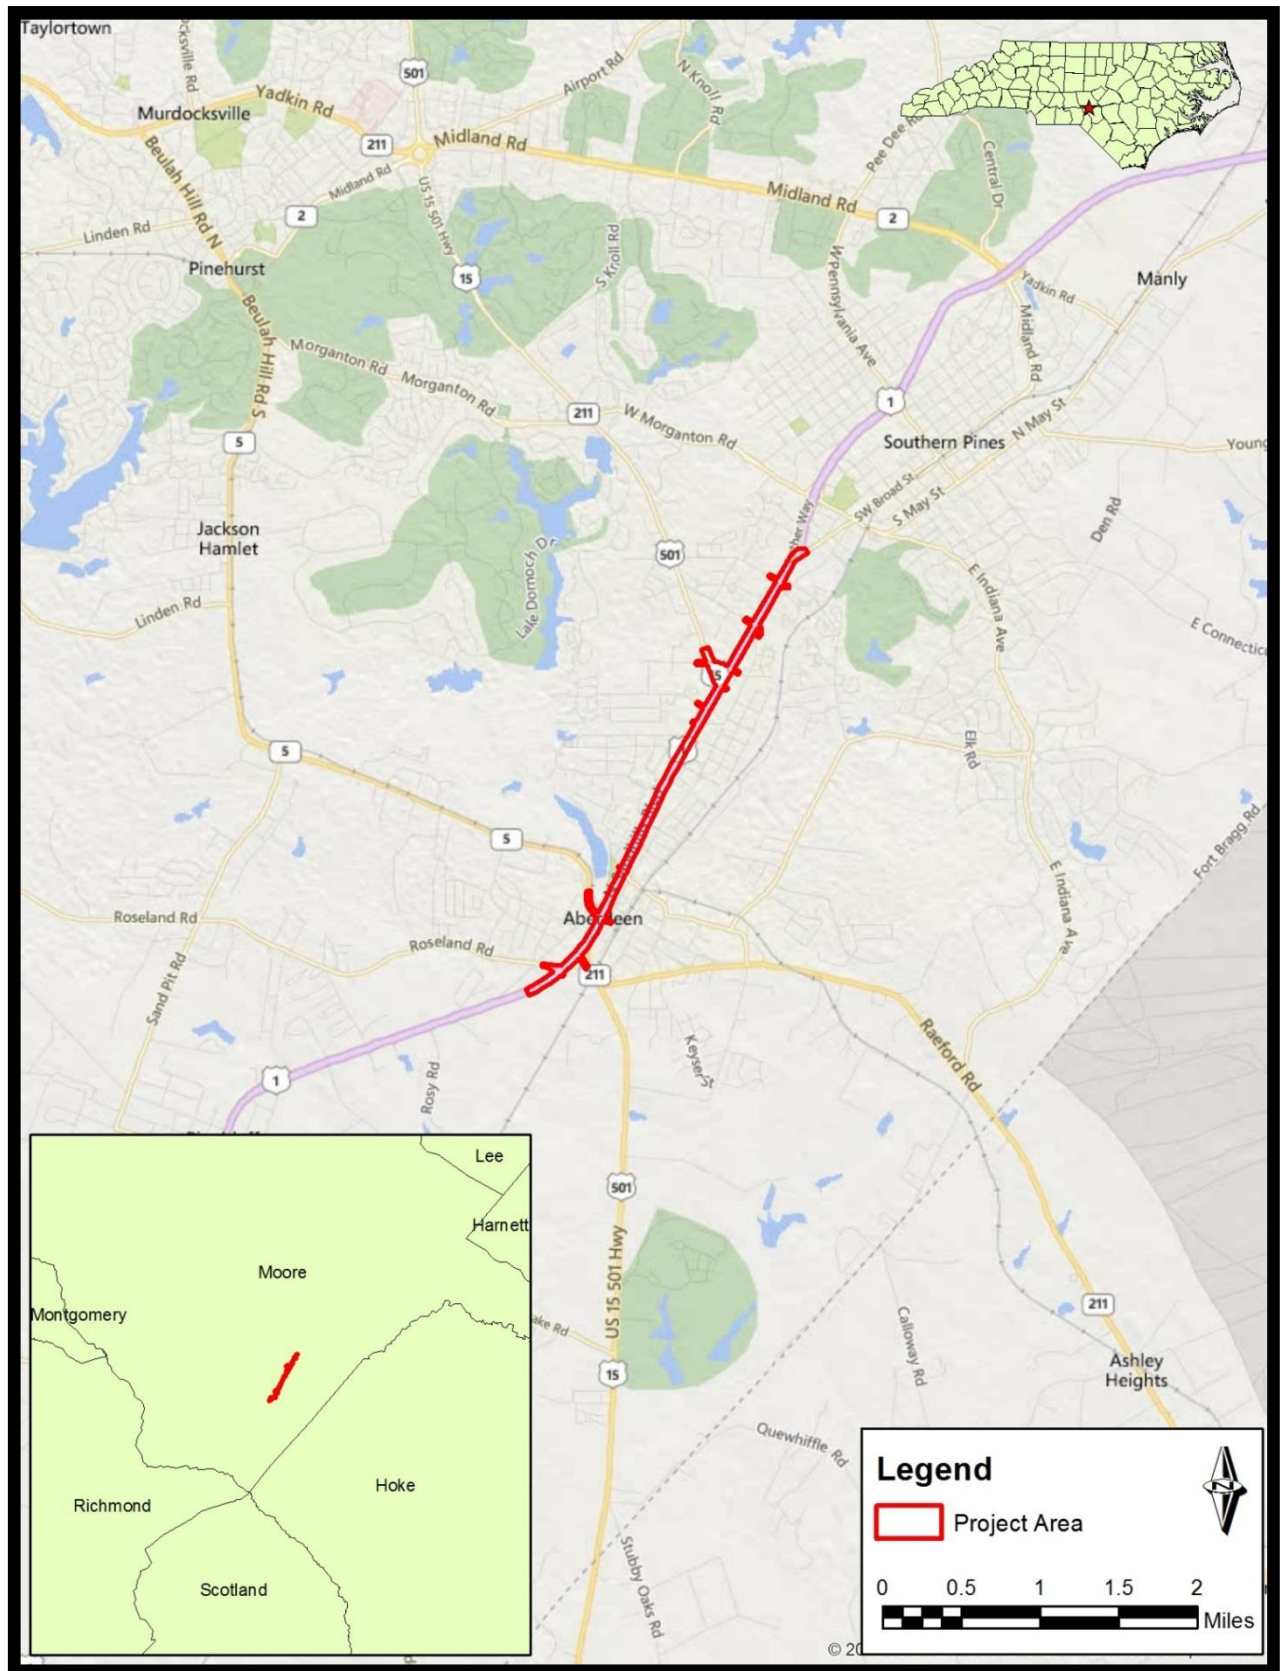 Taylortown
501
Airport Rd
N Knoll Rd
Murdocksville
Yadkin Rd
211
Midland Rd
Pee Dee
Central Dr
Beulah Hill Rd N
Midland Rd
US 15 501 Hwy
Midland Rd
2
2
Linden Rd
S Knoll Rd
Pinehurst
15
W Pennsylvania Ave
Yadkin Rd
Manly
Beulah Hill Rd S
Midland Rd
Morganton Rd
Morganton Rd
211
W Morganton Rd
1
N May St
5
Southern Pines
SW Broad St
S May St
Den Rd
Jackson
Hamlet
501
Lake Dornoch Dr
E Indiana Ave
Linden Rd
E Connectic
5
Elk Rd
5
Fort Bragg Rd
E Indiana Ave
Roseland Rd
Aberdeen
Roseland Rd
211
Sand Pit Rd
Raeford Rd
Keyser St
1
Rosy Rd
501
US 15 501 Hwy
211
Calloway Rd
15
Ashley
Heights
Quewhiffle Rd
Stubby Oaks Rd
Lee
Harnett
Moore
Montgomery
Hoke
Richmond
Scotland
Legend
N
Project Area
0 0.5 1 1.5 2
Miles
© 20